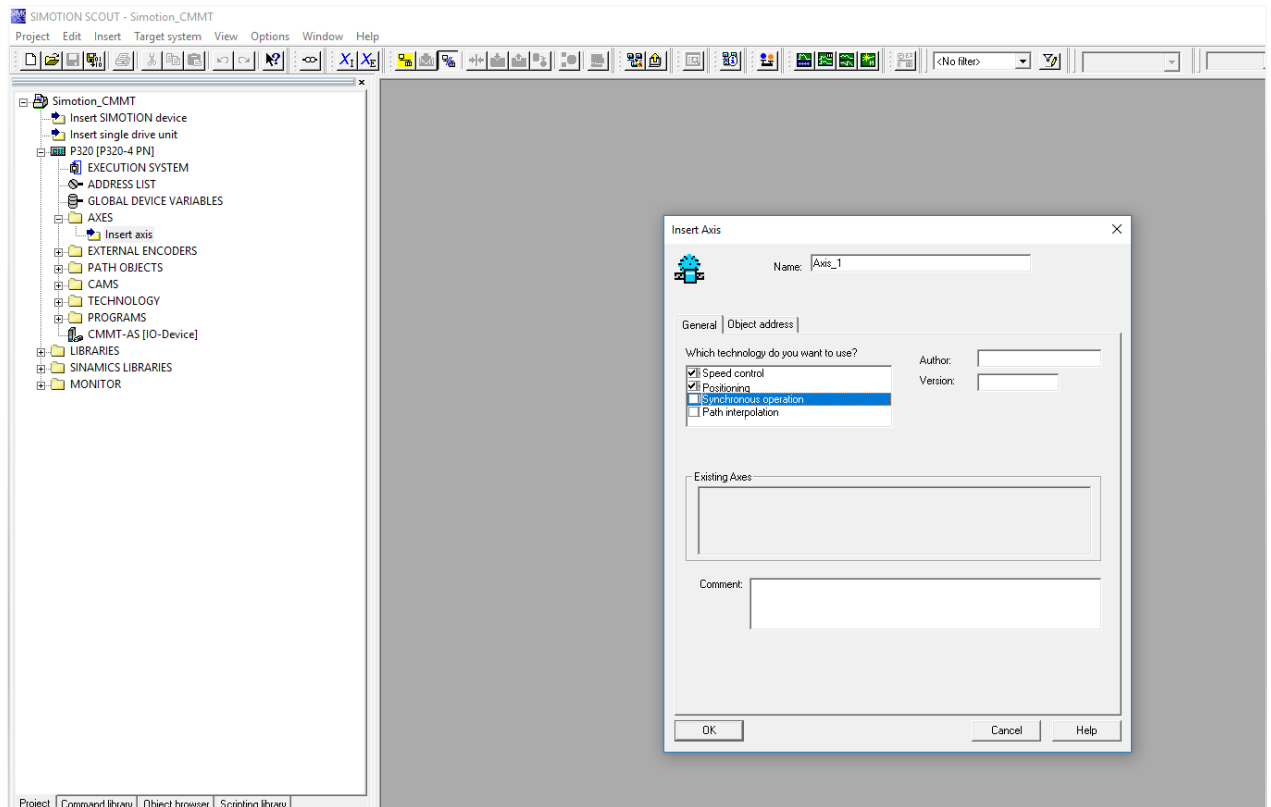 SIMOTION SCOUT - Simotion_CMMT
Project Edit Insert Target system View Options Window Help
<No filter>
Simotion_CMMT
Insert SIMOTION device
Insert single drive unit
P320 [P320-4 PN]
EXECUTION SYSTEM
ADDRESS LIST
GLOBAL DEVICE VARIABLES
AXES
Insert axis
EXTERNAL ENCODERS
PATH OBJECTS
CAMS
TECHNOLOGY
PROGRAMS
CMMT-AS [IO-Device]
LIBRARIES
SINAMICS LIBRARIES
MONITOR
Project Command library Object browser Scripting library
Insert Axis
Name: Axis_1
General Object address
Which technology do you want to use?
Speed control
Positioning
Synchronous operation
Path interpolation
Author:
Version:
Existing Axes
Comment:
OK Cancel Help